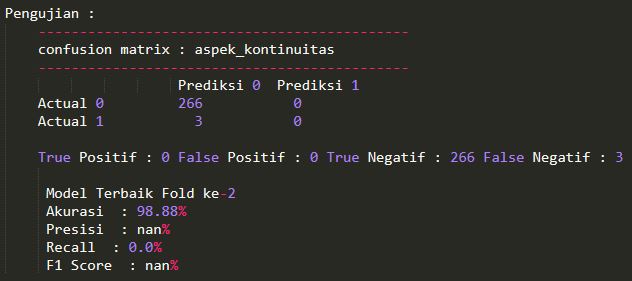 Pengujian :
---------------------------------------------
confusion matrix : aspek_kontinuitas
---------------------------------------------
Prediksi 0 Prediksi 1
Actual 0 266 0
Actual 1 3 0
True Positif : 0 False Positif : 0 True Negatif : 266 False Negatif : 3
Model Terbaik Fold ke-2
Akurasi : 98.88%
Presisi : nan%
Recall : 0.0%
F1 Score : nan%